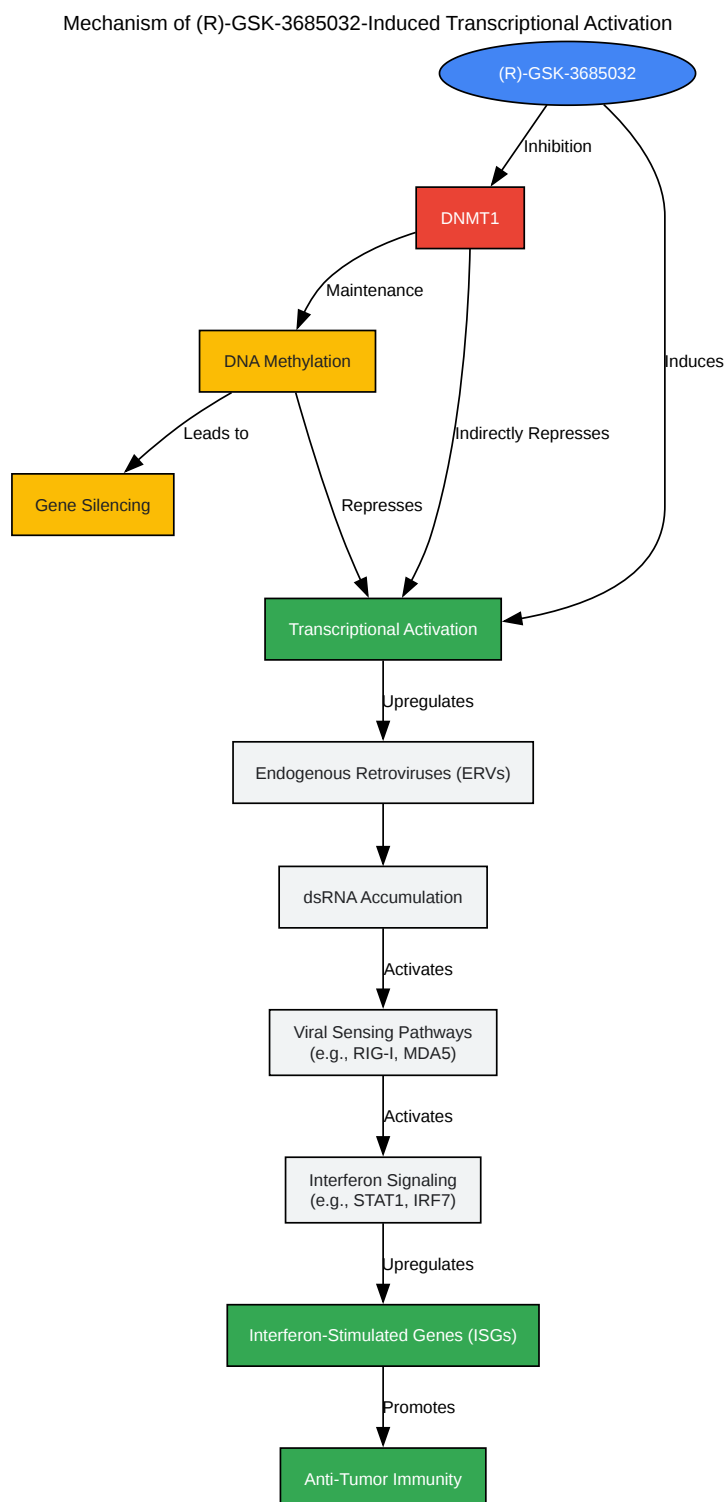 Mechanism of (R)-GSK-3685032-Induced Transcriptional Activation
(R)-GSK-3685032
Inhibition
DNMT1
Maintenance
DNA Methylation
Induces
Leads to
Indirectly Represses
Gene Silencing
Represses
Transcriptional Activation
Upregulates
Endogenous Retroviruses (ERVs)
dsRNA Accumulation
Activates
Viral Sensing Pathways
(e.g., RIG-I, MDA5)
Activates
Interferon Signaling
(e.g., STAT1, IRF7)
Upregulates
Interferon-Stimulated Genes (ISGs)
Promotes
Anti-Tumor Immunity